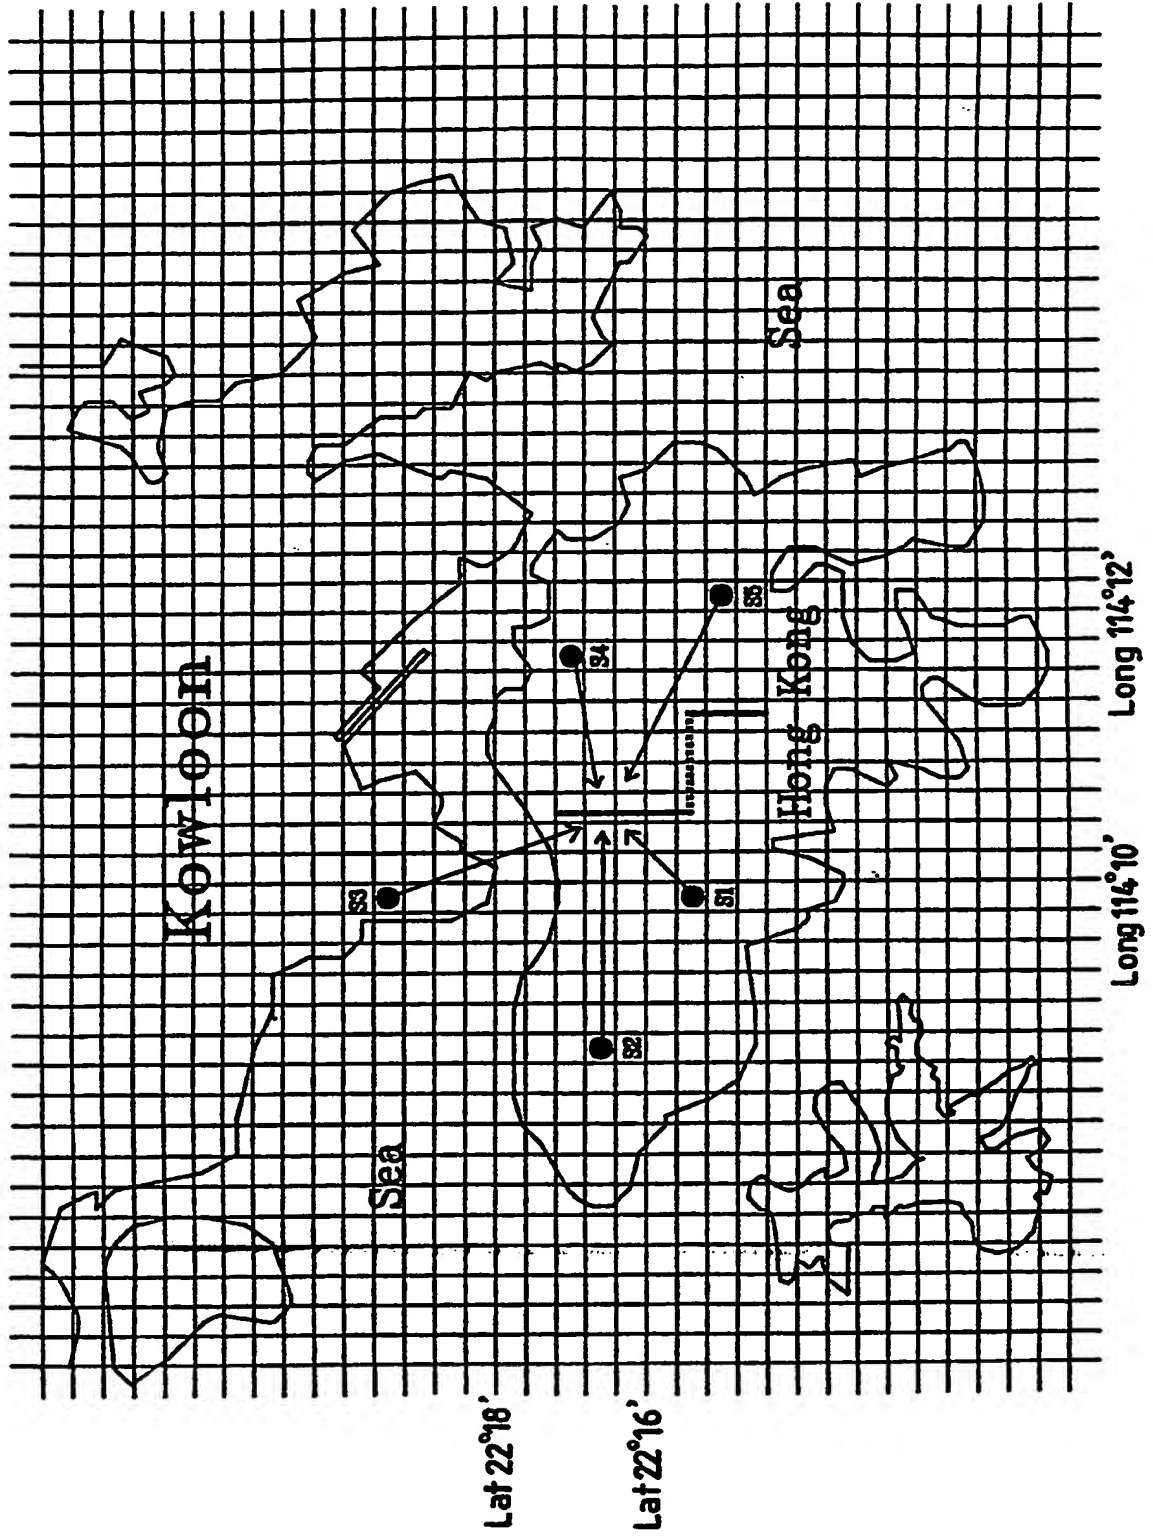 Kowloon
Sea
Sea
S3
S4
S5
S2
S1
Hong Kong
Lat 22°18'
Lat 22°16'
Long 114°10'
Long 114°12'